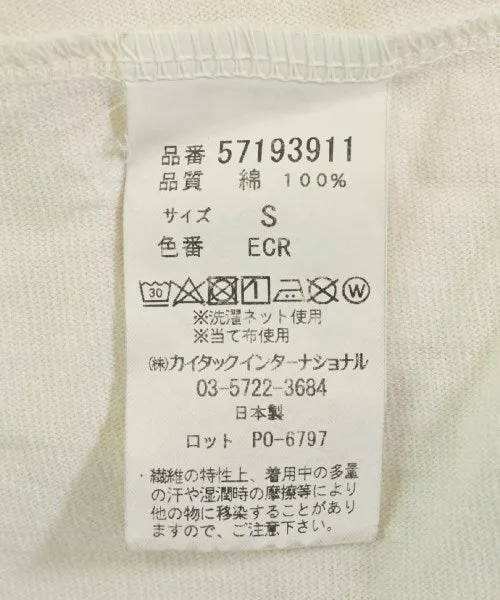 品番 57193911
品質 綿 100%
サイズ S
色番 ECR
30 W
※洗濯ネット使用
※当て布使用
㈱カイタックインターナショナル
03-5722-3684
日本製
ロット PO-6797
・繊維の特性上、着用中の多量
の汗や湿潤時の摩擦等により
他の物に移染することがあり
ますので、ご注意下さい。